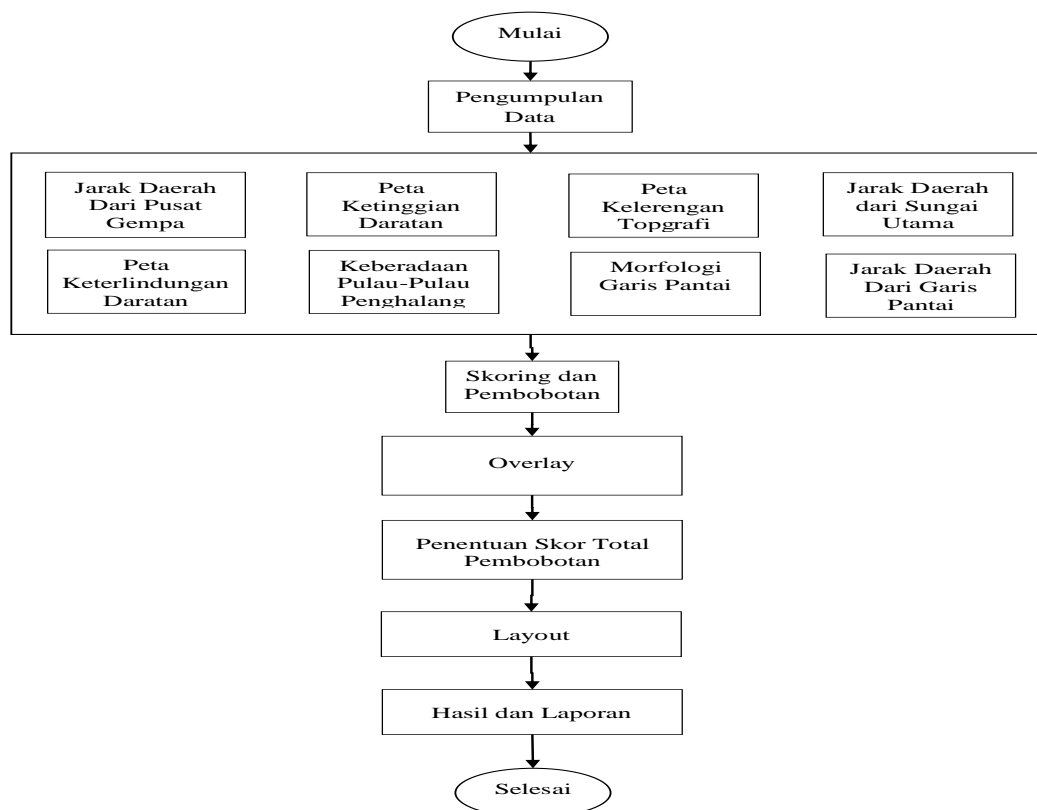 Mulai
Pengumpulan
Data
Jarak Daerah
Dari Pusat
Gempa
Peta
Ketinggian
Daratan
Peta
Kelerengan
Topgrafi
Jarak Daerah
dari Sungai
Utama
Peta
Keterlindungan
Daratan
Keberadaan
Pulau-Pulau
Penghalang
Morfologi
Garis Pantai
Jarak Daerah
Dari Garis
Pantai
Skoring dan
Pembobotan
Overlay
Penentuan Skor Total
Pembobotan
Layout
Hasil dan Laporan
Selesai